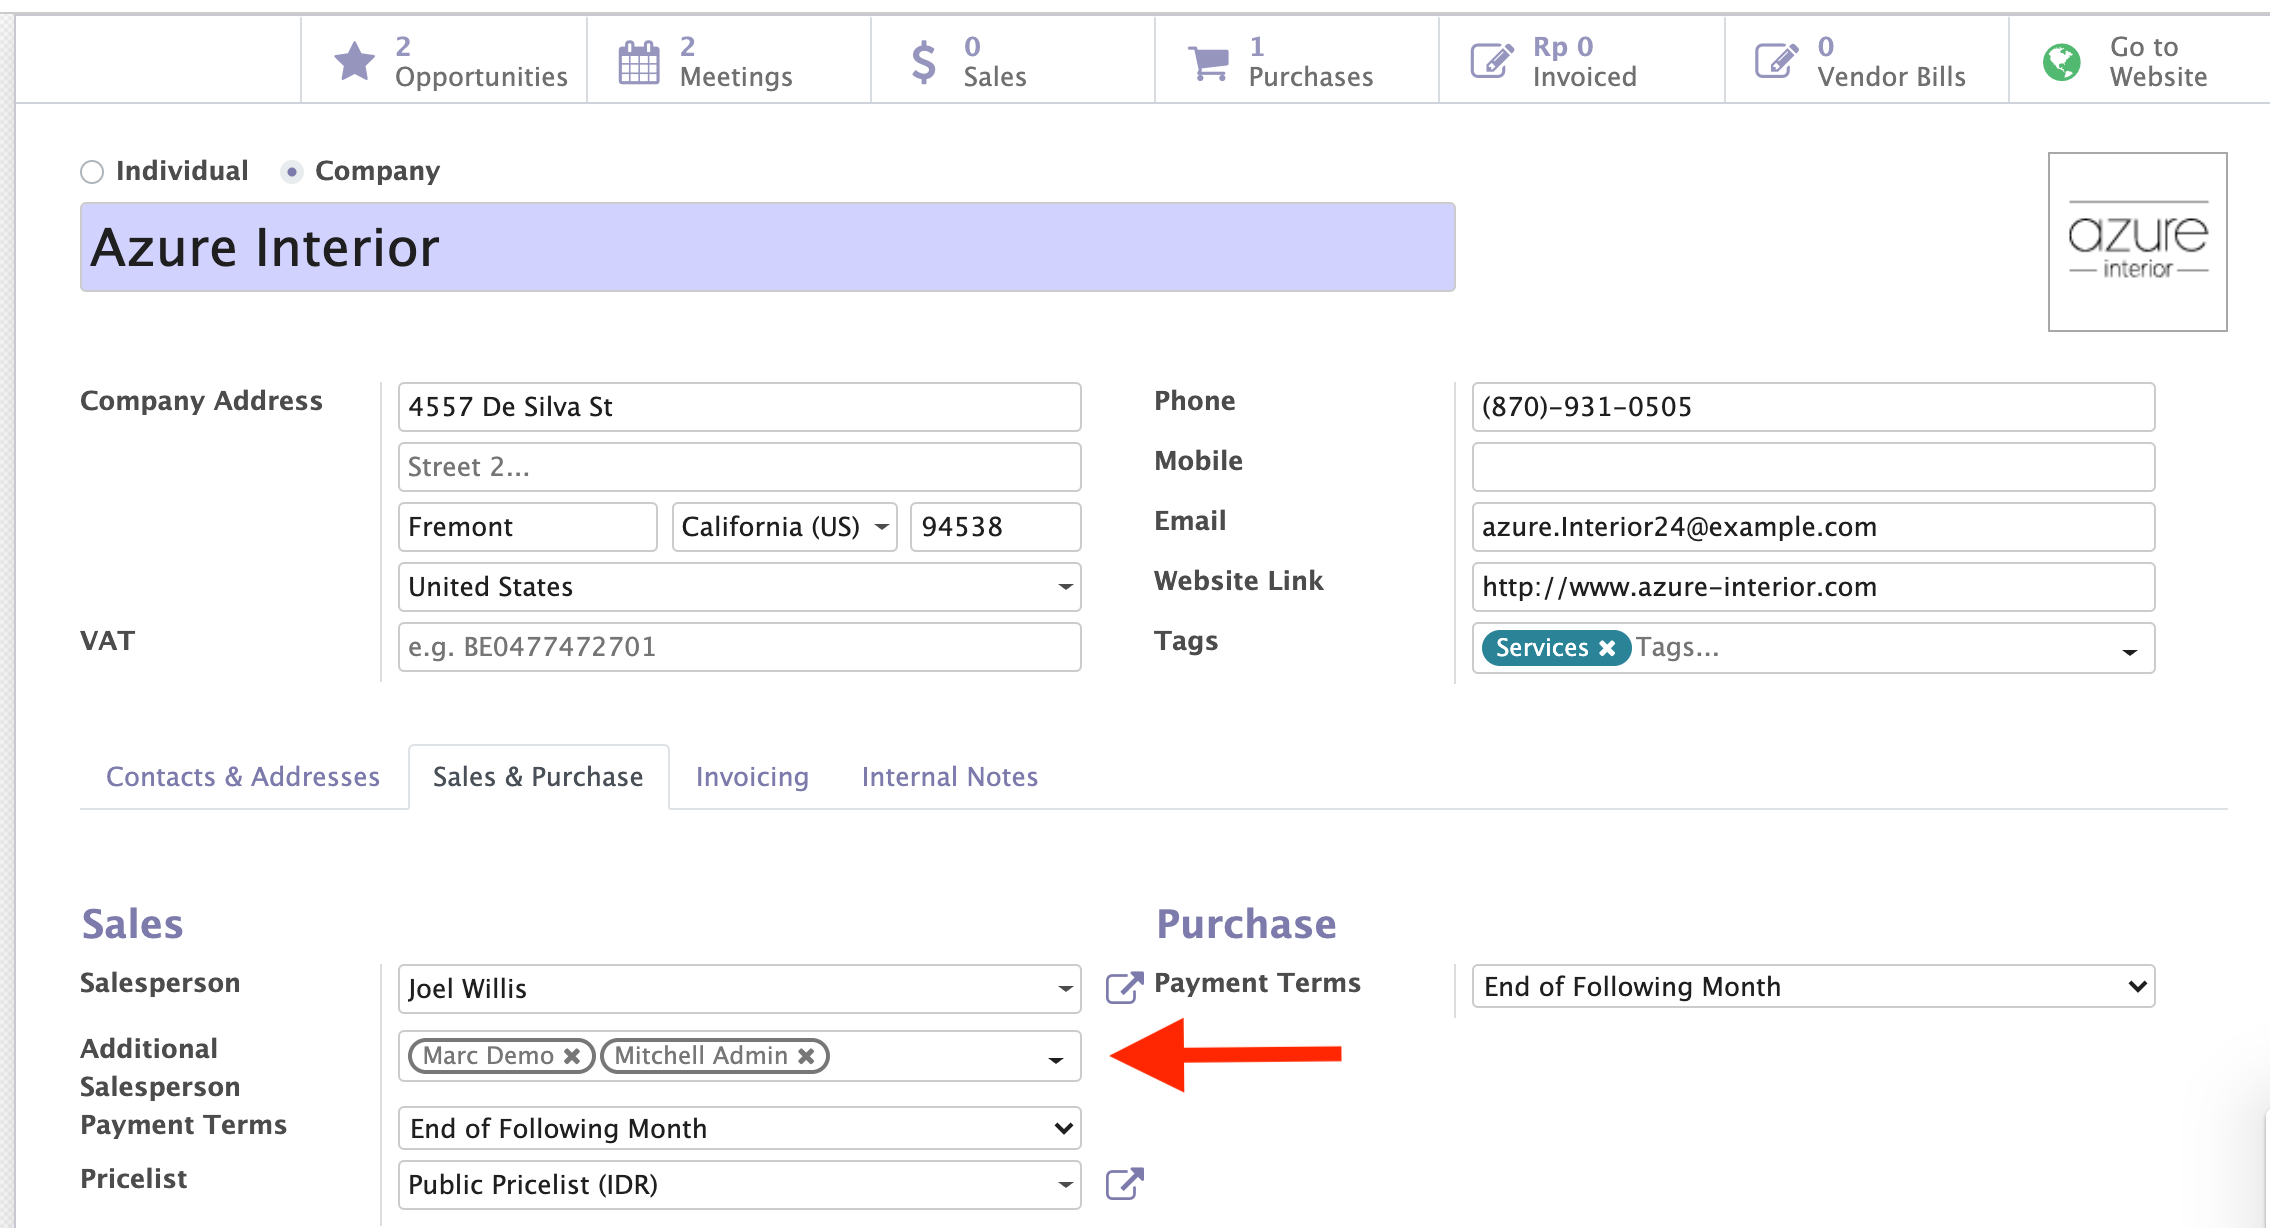 2
Opportunities
2
Meetings
0
Sales
1
Purchases
Rp 0
Invoiced
0
Vendor Bills
Go to
Website
Individual
Company
Azure Interior
azure
interior
Company Address
4557 De Silva St
Street 2...
Fremont
California (US)
94538
United States
VAT
e.g. BE0477472701
Phone
(870)-931-0505
Mobile
Email
azure.Interior24@example.com
Website Link
http://www.azure-interior.com
Tags
Services ✖ Tags...
Contacts & Addresses
Sales & Purchase
Invoicing
Internal Notes
Sales
Salesperson
Joel Willis
Additional
Salesperson
Marc Demo ✖ Mitchell Admin ✖
Payment Terms
End of Following Month
Pricelist
Public Pricelist (IDR)
Purchase
Payment Terms
End of Following Month